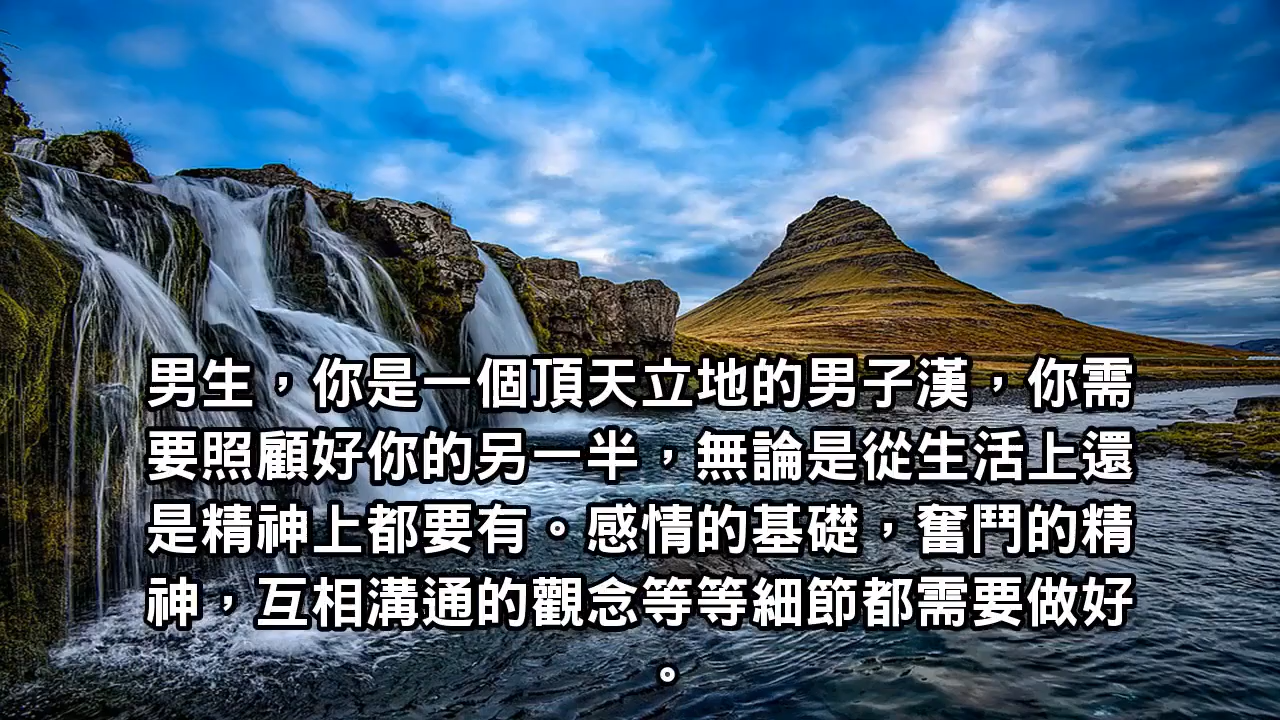 男生，你是一個頂天立地的男子漢，你需
要照顧好你的另一半，無論是從生活上還
是精神上都要有。感情的基礎，奮鬥的精
神，互相溝通的觀念等等細節都需要做好
。